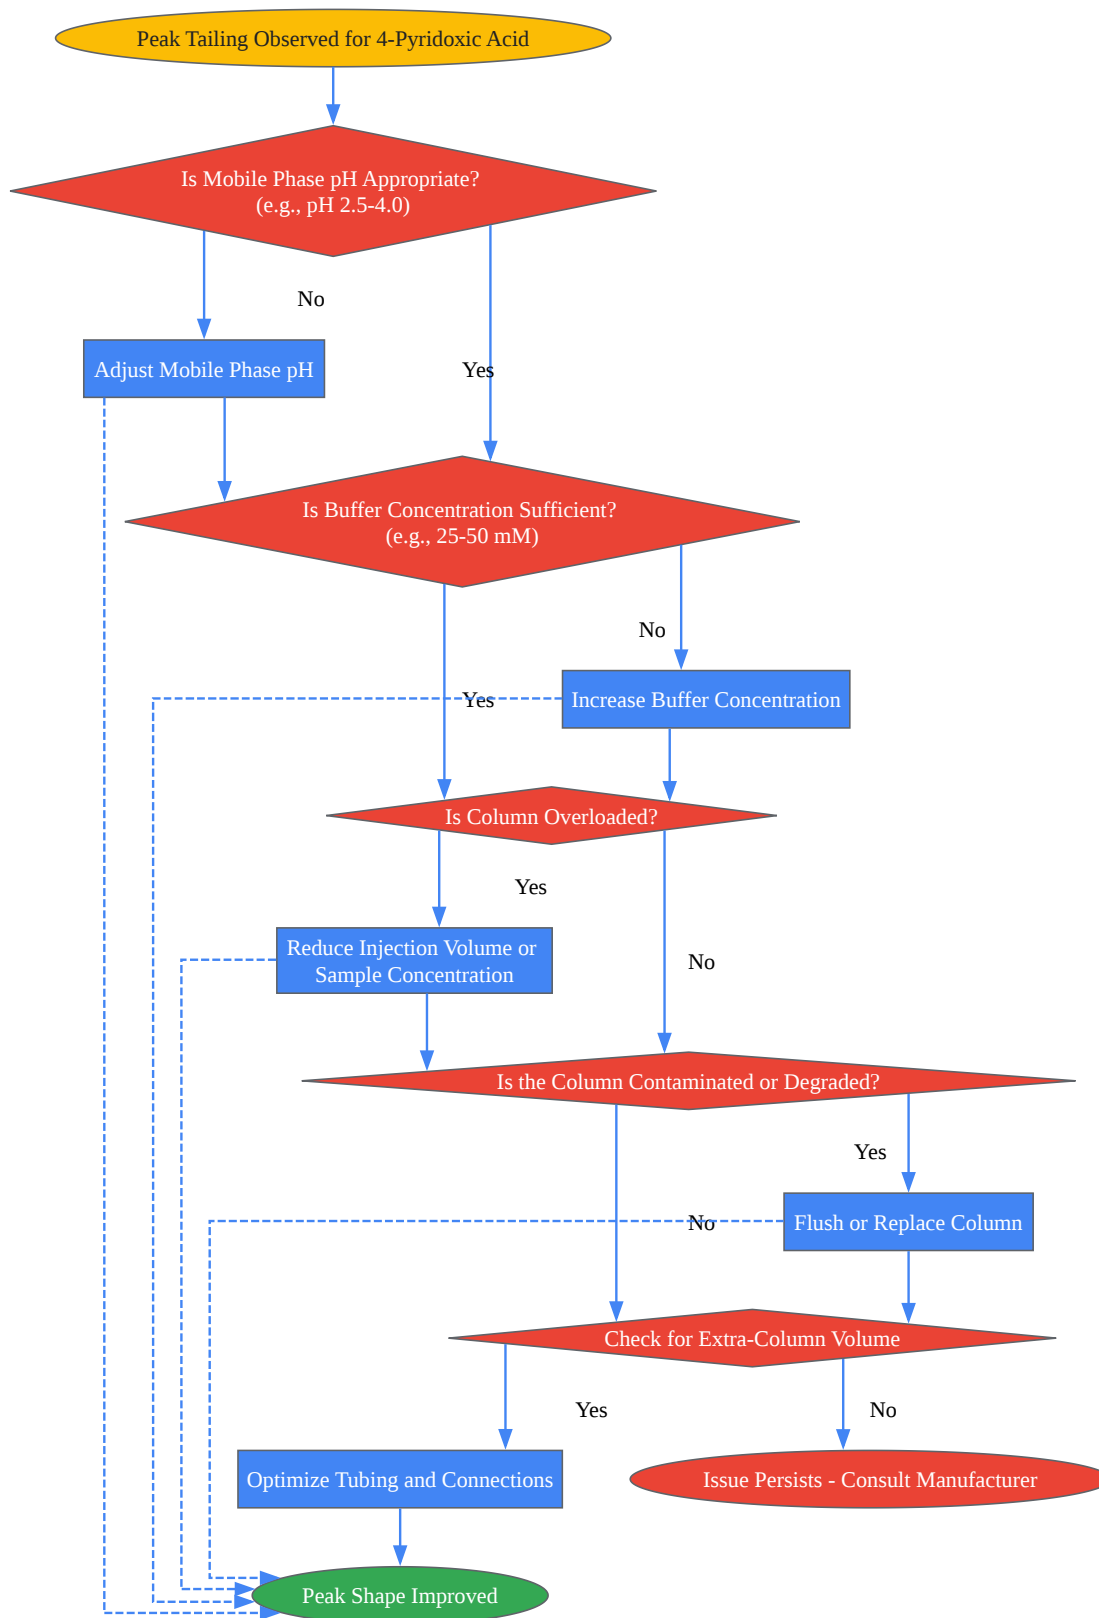 Peak Tailing Observed for 4-Pyridoxic Acid
Is Mobile Phase pH Appropriate?
(e.g., pH 2.5-4.0)
No
Adjust Mobile Phase pH
Yes
Is Buffer Concentration Sufficient?
(e.g., 25-50 mM)
No
Yes
Increase Buffer Concentration
Is Column Overloaded?
Yes
Reduce Injection Volume or
Sample Concentration
No
Is the Column Contaminated or Degraded?
Yes
No
Flush or Replace Column
Check for Extra-Column Volume
Yes
No
Optimize Tubing and Connections
Issue Persists - Consult Manufacturer
Peak Shape Improved